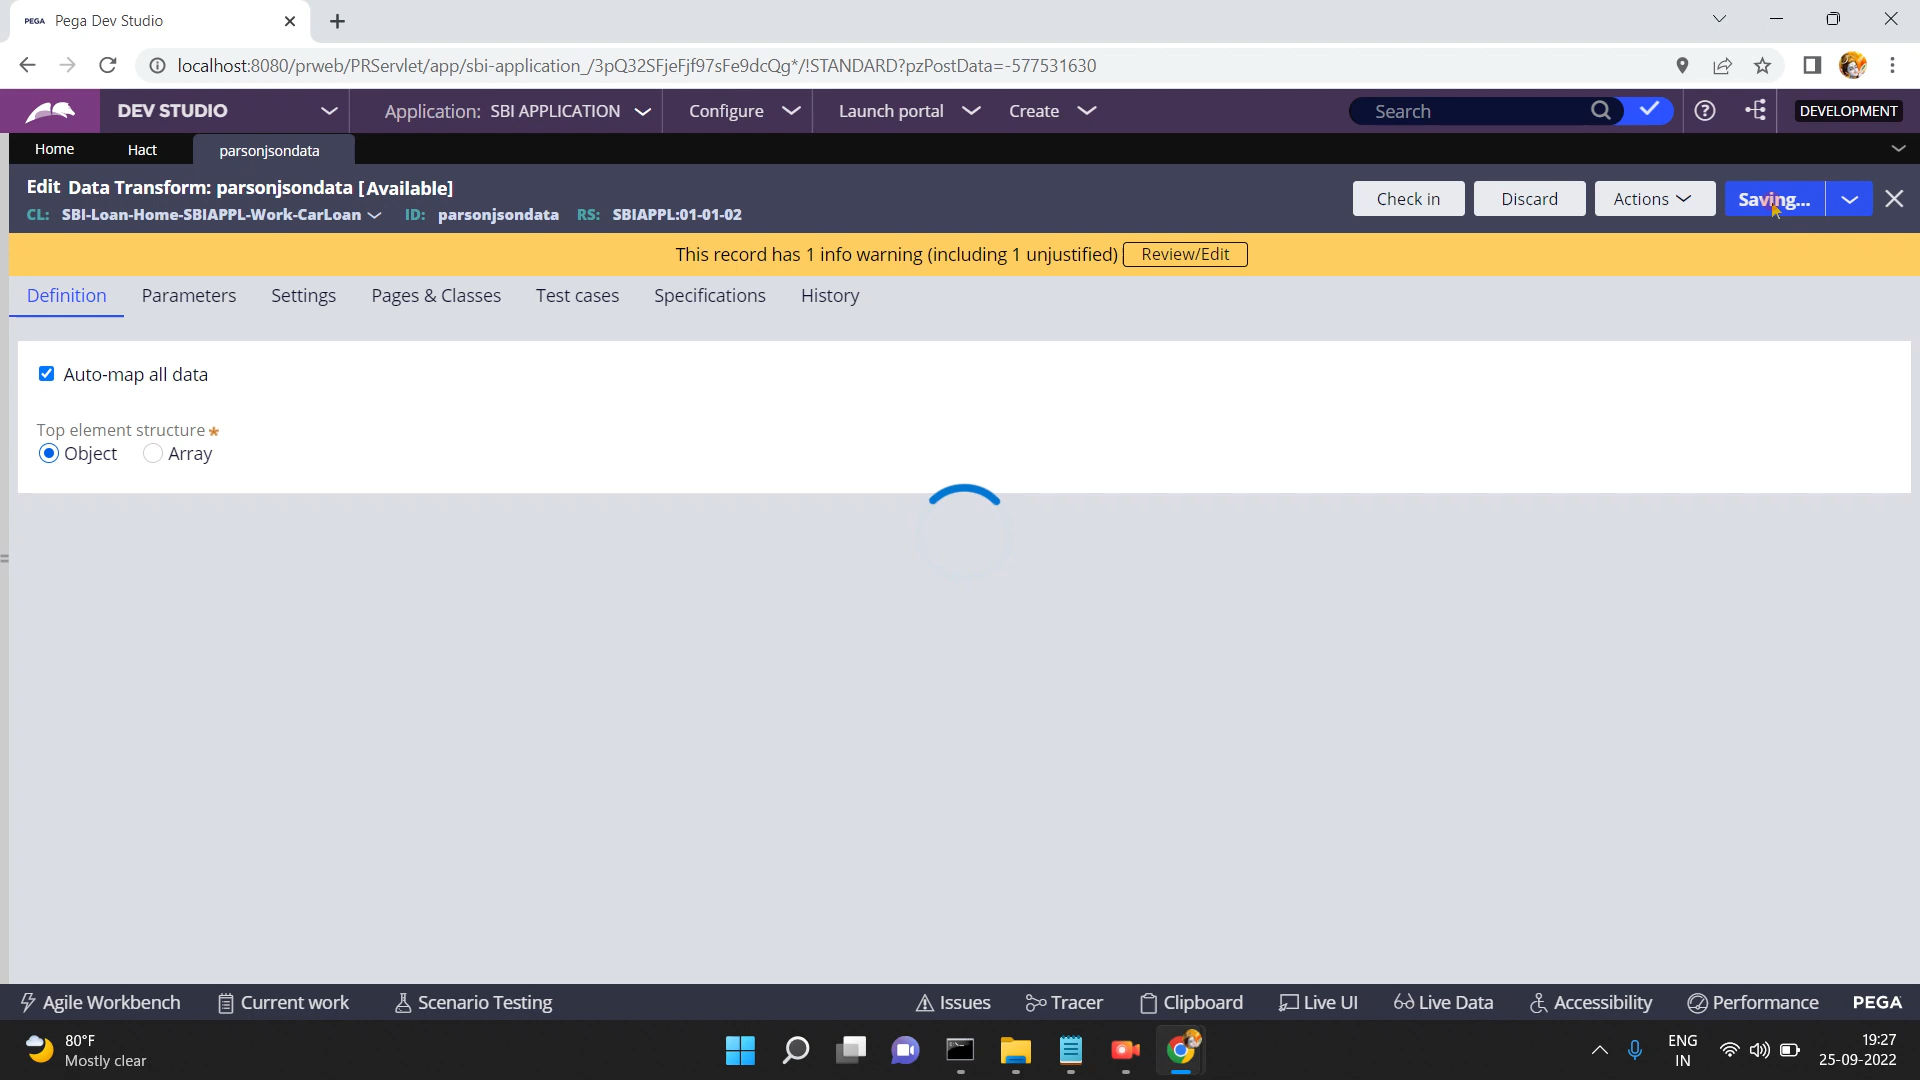 PEGA Pega Dev Studio
localhost:8080/prweb/PRServlet/app/sbi-application_/3pQ32SFjeFjf97sFe9dcQg*/!STANDARD?pzPostData=-577531630
DEV STUDIO Application: SBI APPLICATION Configure Launch portal Create Search DEVELOPMENT
Home Hact parsonjsondata
Edit Data Transform: parsonjsondata [Available]
CL: SBI-Loan-Home-SBIAPPL-Work-CarLoan ID: parsonjsondata RS: SBIAPPL:01-01-02
Check in Discard Actions Saving...
This record has 1 info warning (including 1 unjustified) Review/Edit
Definition Parameters Settings Pages & Classes Test cases Specifications History
Auto-map all data
Top element structure *
Object Array
Agile Workbench Current work Scenario Testing Issues Tracer Clipboard Live UI Live Data Accessibility Performance PEGA
80°F
Mostly clear
ENG
IN
19:27
25-09-2022